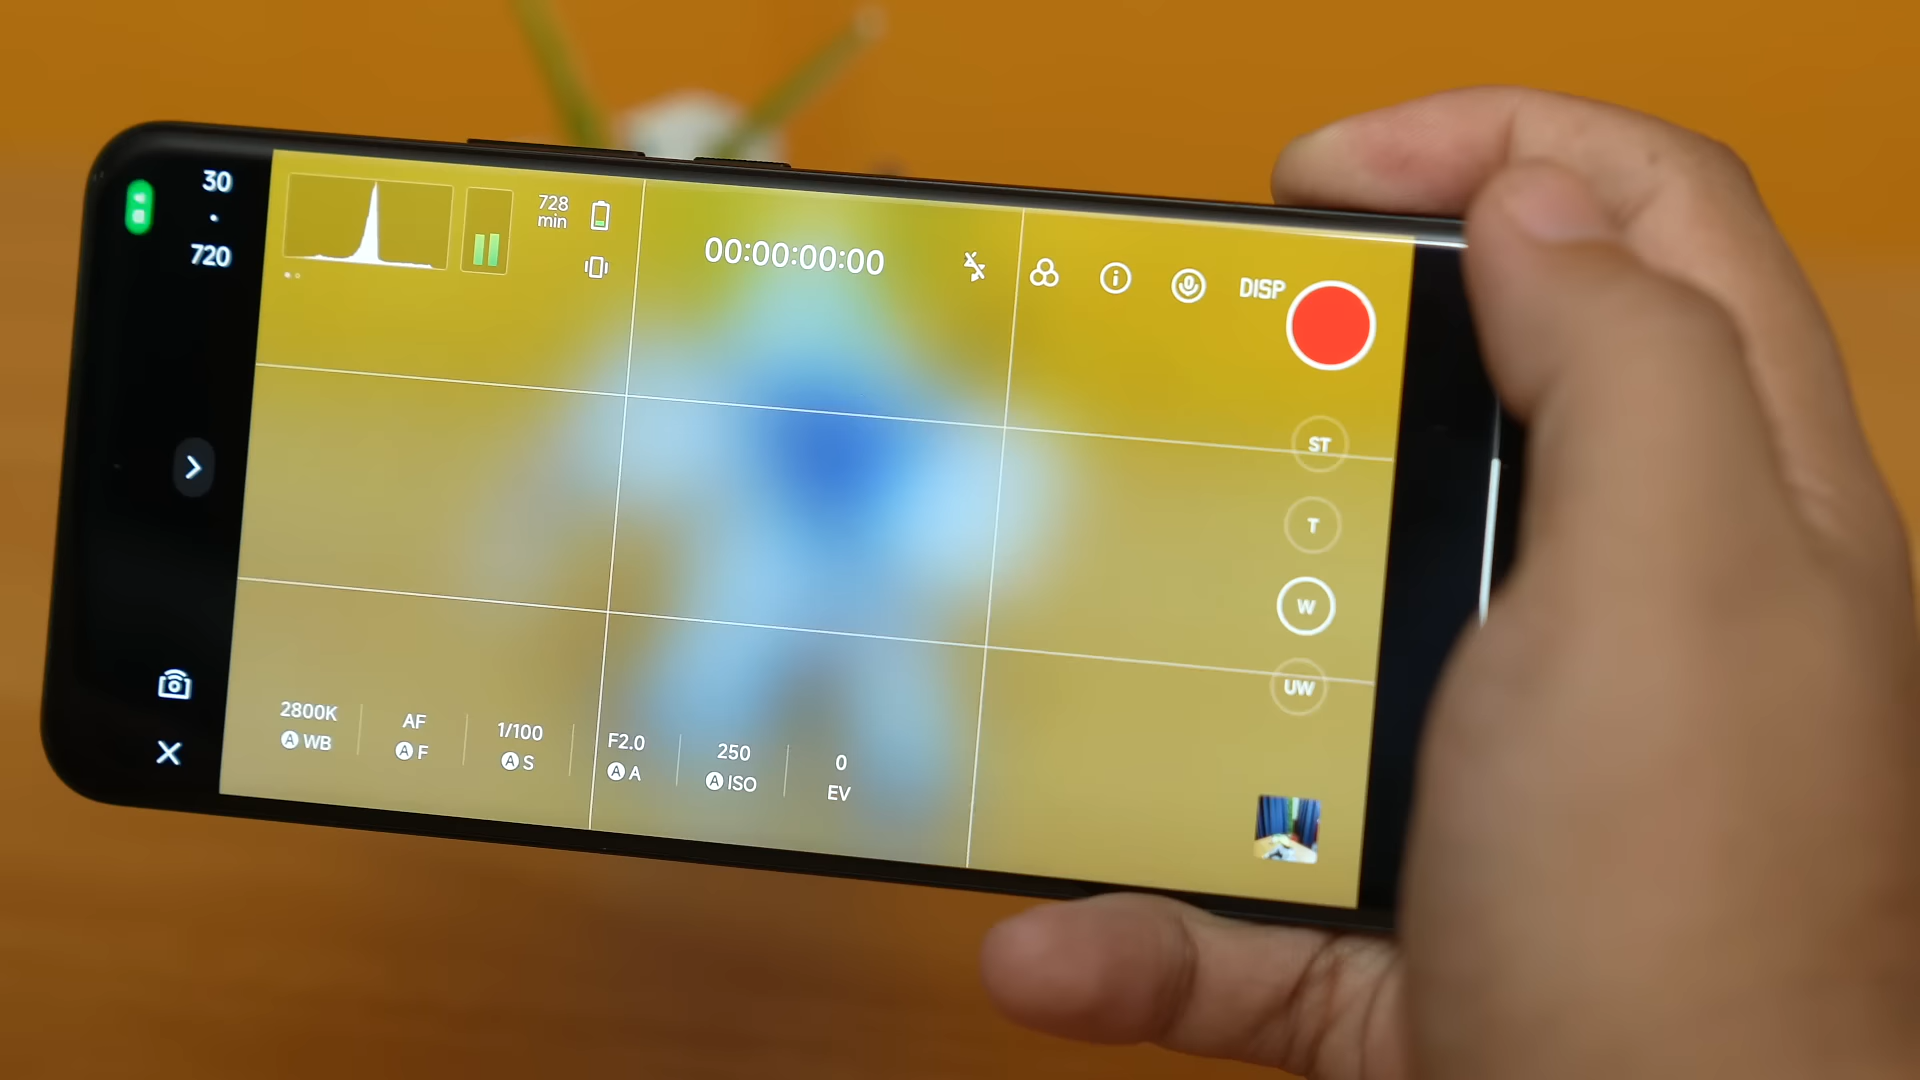 30
720
728
min
00:00:00:00
DISP
ST
T
W
UW
2800K
A WB
AF
A F
1/100
A S
F2.0
A A
250
A ISO
0
EV